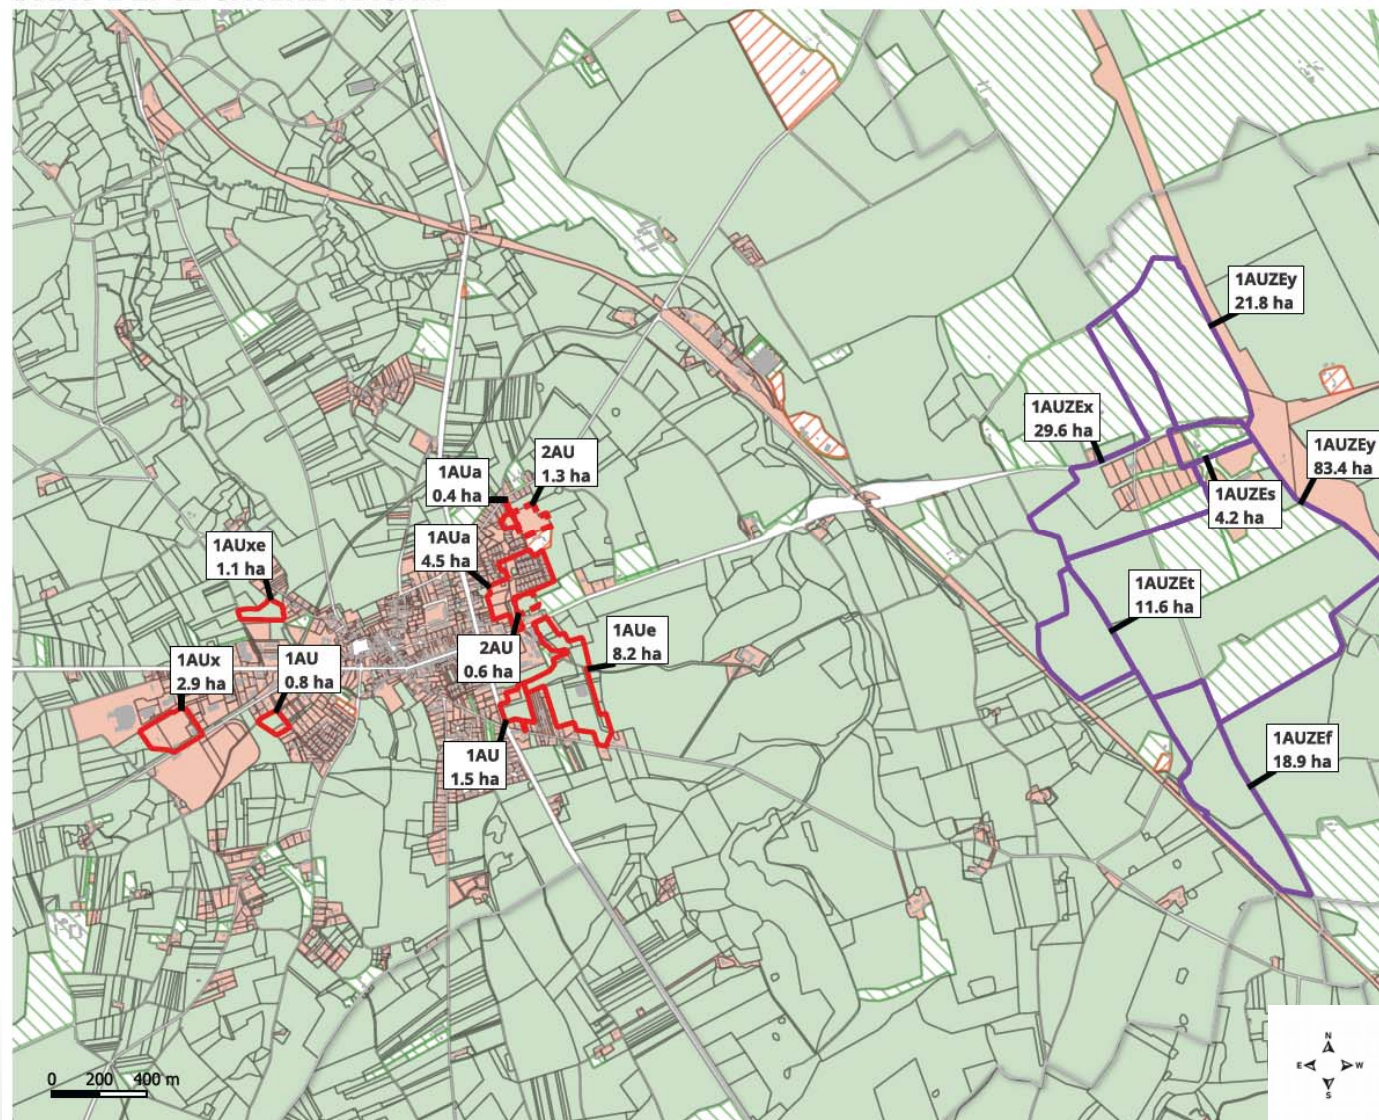 1AUZEy
21.8 ha
1AUZEx
29.6 ha
1AUZEy
83.4 ha
2AU
1.3 ha
1AUa
0.4 ha
1AUZEs
4.2 ha
1AUa
4.5 ha
1AUxe
1.1 ha
1AUZEt
11.6 ha
1AUe
8.2 ha
2AU
0.6 ha
1AUx
2.9 ha
1AU
0.8 ha
1AUZEf
18.9 ha
1AU
1.5 ha
0 200 400 m
N
E W
S